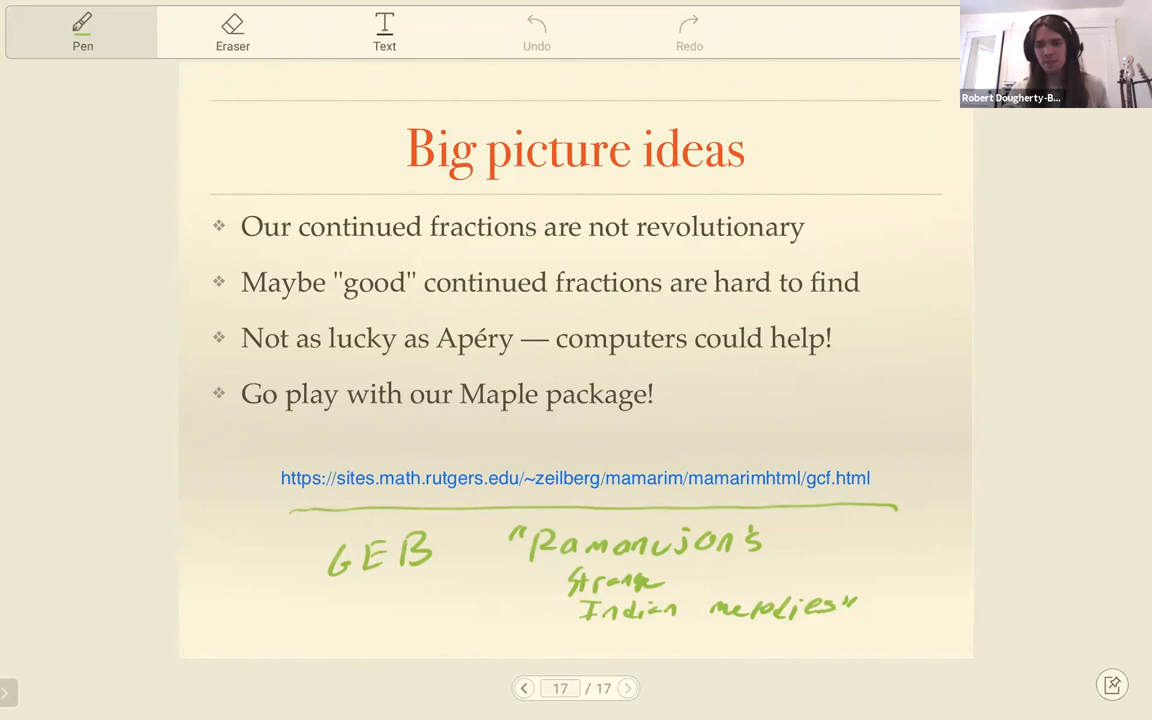 Pen
Eraser
Text
Undo
Redo
Robert Dougherty-B...
Big picture ideas
❖ Our continued fractions are not revolutionary
❖ Maybe "good" continued fractions are hard to find
❖ Not as lucky as Apéry — computers could help!
❖ Go play with our Maple package!
https://sites.math.rutgers.edu/~zeilberg/mamarim/mamarimhtml/gcf.html
GEB "Ramanujan's
Strange
Indian melodies"
17 / 17